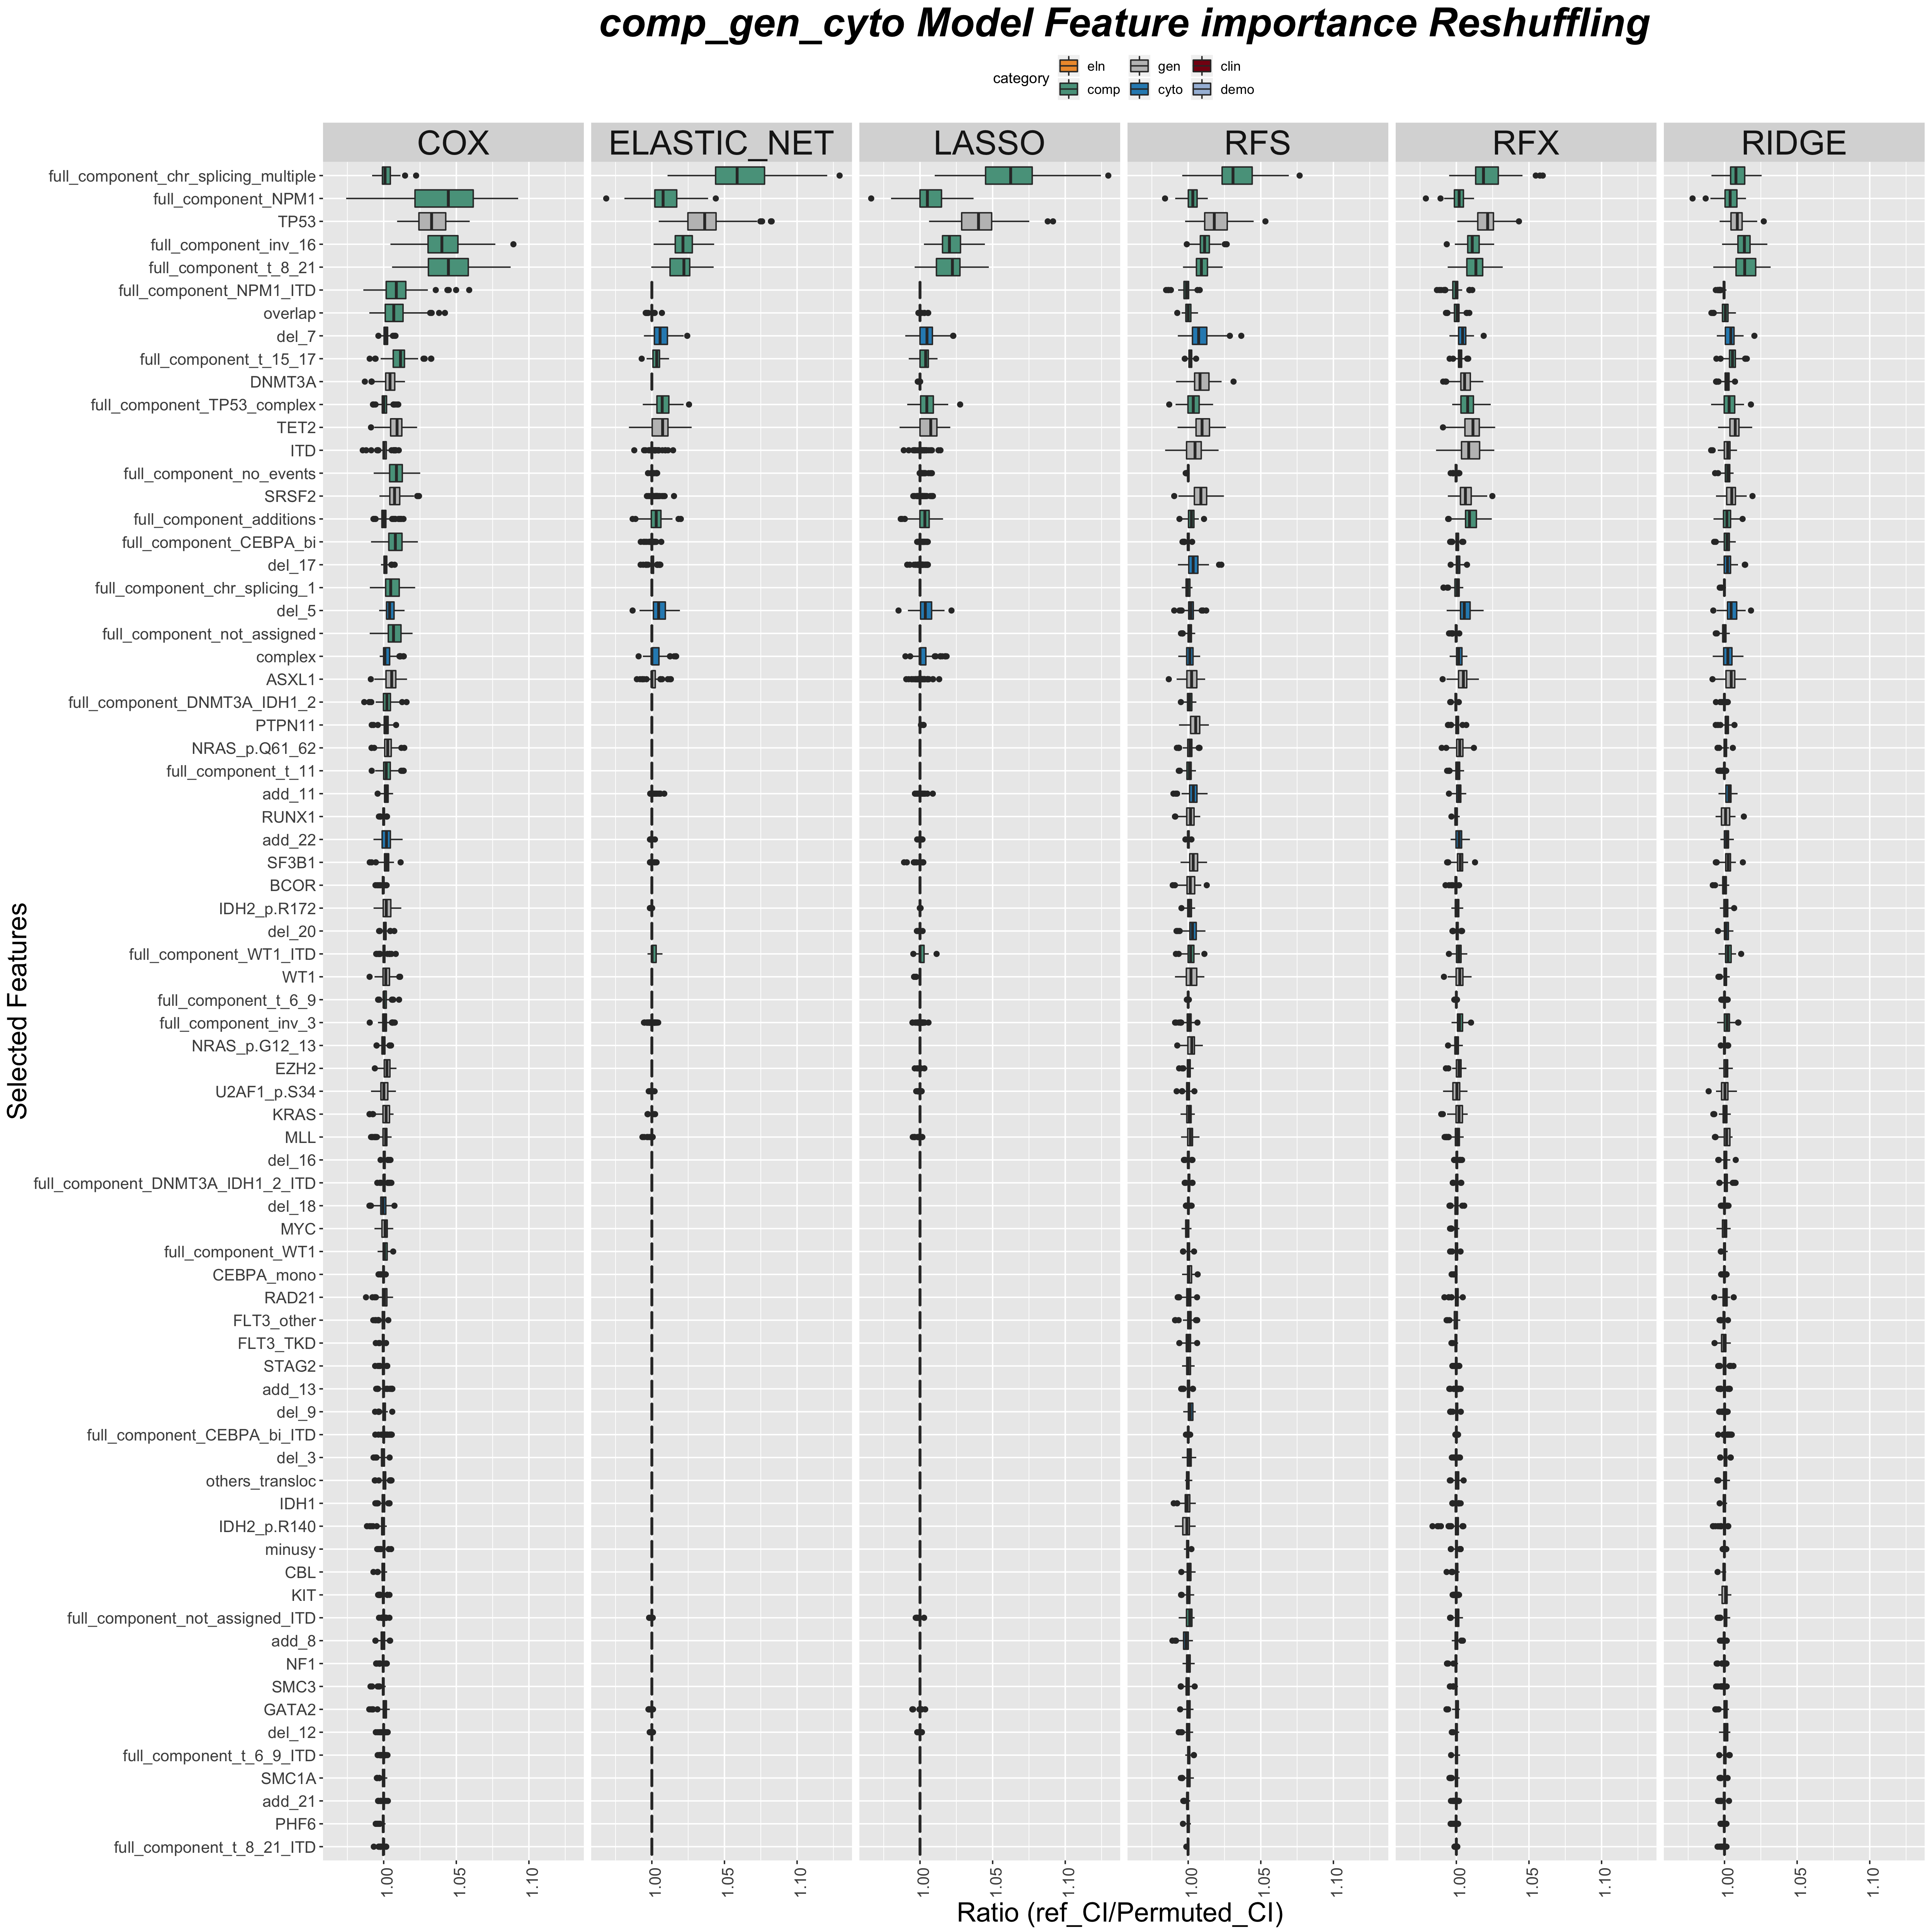 comp_gen_cyto Model Feature importance Reshuffling
category
eln gen clin
comp cyto demo
COX ELASTIC_NET LASSO RFS RFX RIDGE
Selected Features
full_component_chr_splicing_multiple
full_component_NPM1
TP53
full_component_inv_16
full_component_t_8_21
full_component_NPM1_ITD
overlap
del_7
full_component_t_15_17
DNMT3A
full_component_TP53_complex
TET2
ITD
full_component_no_events
SRSF2
full_component_additions
full_component_CEBPA_bi
del_17
full_component_chr_splicing_1
del_5
full_component_not_assigned
complex
ASXL1
full_component_DNMT3A_IDH1_2
PTPN11
NRAS_p.Q61_62
full_component_t_11
add_11
RUNX1
add_22
SF3B1
BCOR
IDH2_p.R172
del_20
full_component_WT1_ITD
WT1
full_component_t_6_9
full_component_inv_3
NRAS_p.G12_13
EZH2
U2AF1_p.S34
KRAS
MLL
del_16
full_component_DNMT3A_IDH1_2_ITD
del_18
MYC
full_component_WT1
CEBPA_mono
RAD21
FLT3_other
FLT3_TKD
STAG2
add_13
del_9
full_component_CEBPA_bi_ITD
del_3
others_transloc
IDH1
IDH2_p.R140
minusy
CBL
KIT
full_component_not_assigned_ITD
add_8
NF1
SMC3
GATA2
del_12
full_component_t_6_9_ITD
SMC1A
add_21
PHF6
full_component_t_8_21_ITD
1.00 1.05 1.10 1.00 1.05 1.10 1.00 1.05 1.10 1.00 1.05 1.10 1.00 1.05 1.10 1.00 1.05 1.10
Ratio (ref_CI/Permuted_CI)